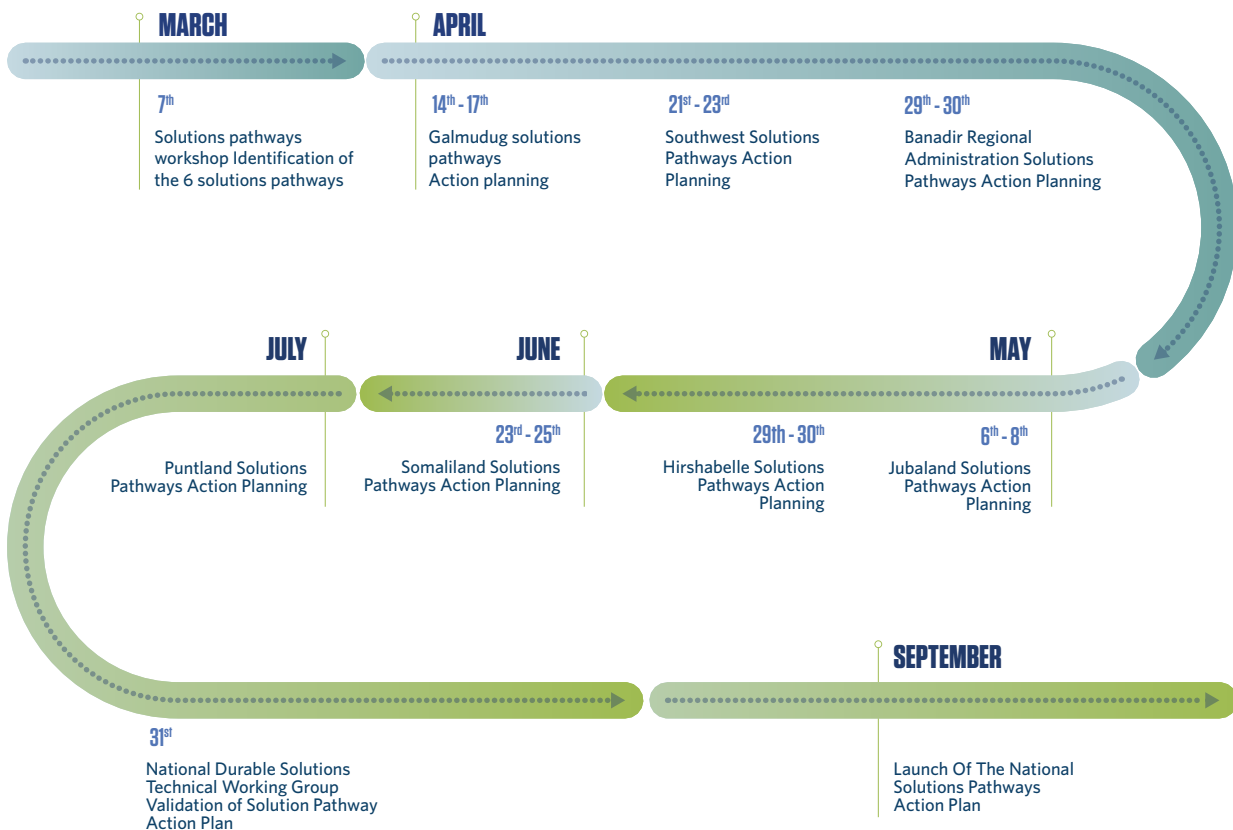 MARCH
7th
Solutions pathways
workshop Identification of
the 6 solutions pathways
APRIL
14th - 17th
Galmudug solutions
pathways
Action planning
21st - 23rd
Southwest Solutions
Pathways Action
Planning
29th - 30th
Banadir Regional
Administration Solutions
Pathways Action Planning
MAY
6th - 8th
Jubaland Solutions
Pathways Action
Planning
29th - 30th
Hirshabelle Solutions
Pathways Action
Planning
JUNE
23rd - 25th
Somaliland Solutions
Pathways Action Planning
JULY
Puntland Solutions
Pathways Action Planning
31st
National Durable Solutions
Technical Working Group
Validation of Solution Pathway
Action Plan
SEPTEMBER
Launch Of The National
Solutions Pathways
Action Plan